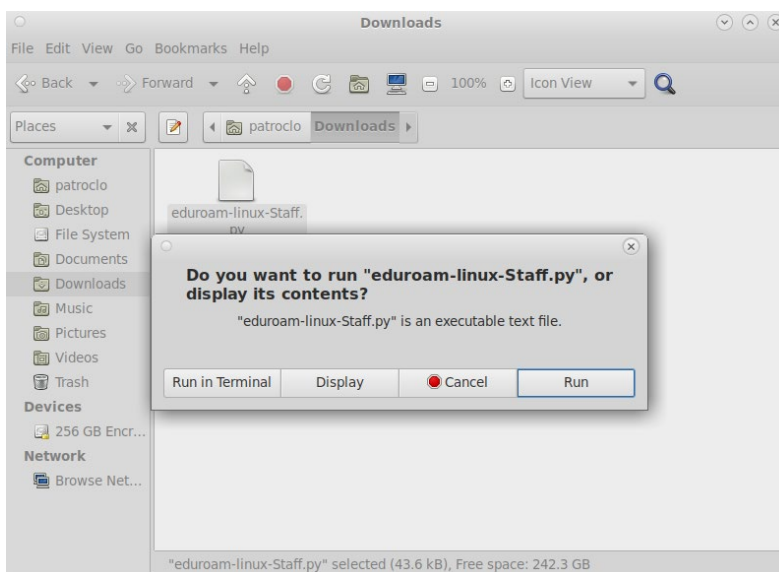 Downloads
File Edit View Go Bookmarks Help
Back Forward 100% Icon View
Places patroclo Downloads
Computer
patroclo
Desktop
File System
Documents
Downloads
Music
Pictures
Videos
Trash
Devices
256 GB Encr...
Network
Browse Net...
eduroam-linux-Staff.
py
Do you want to run "eduroam-linux-Staff.py", or
display its contents?
"eduroam-linux-Staff.py" is an executable text file.
Run in Terminal Display Cancel Run
"eduroam-linux-Staff.py" selected (43.6 kB), Free space: 242.3 GB